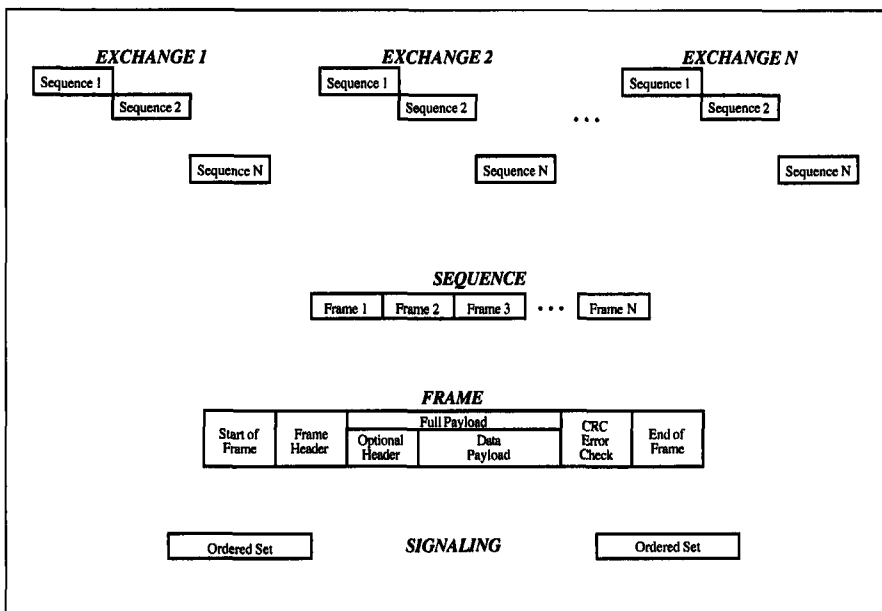 EXCHANGE 1 EXCHANGE 2 EXCHANGE N
Sequence 1 Sequence 1 Sequence 1
Sequence 2 Sequence 2 ... Sequence 2
Sequence N Sequence N Sequence N
SEQUENCE
Frame 1 Frame 2 Frame 3 ... Frame N
FRAME
Start of Frame
Frame Header
Full Payload
Optional Header
Data Payload
CRC Error Check
End of Frame
Ordered Set SIGNALING Ordered Set